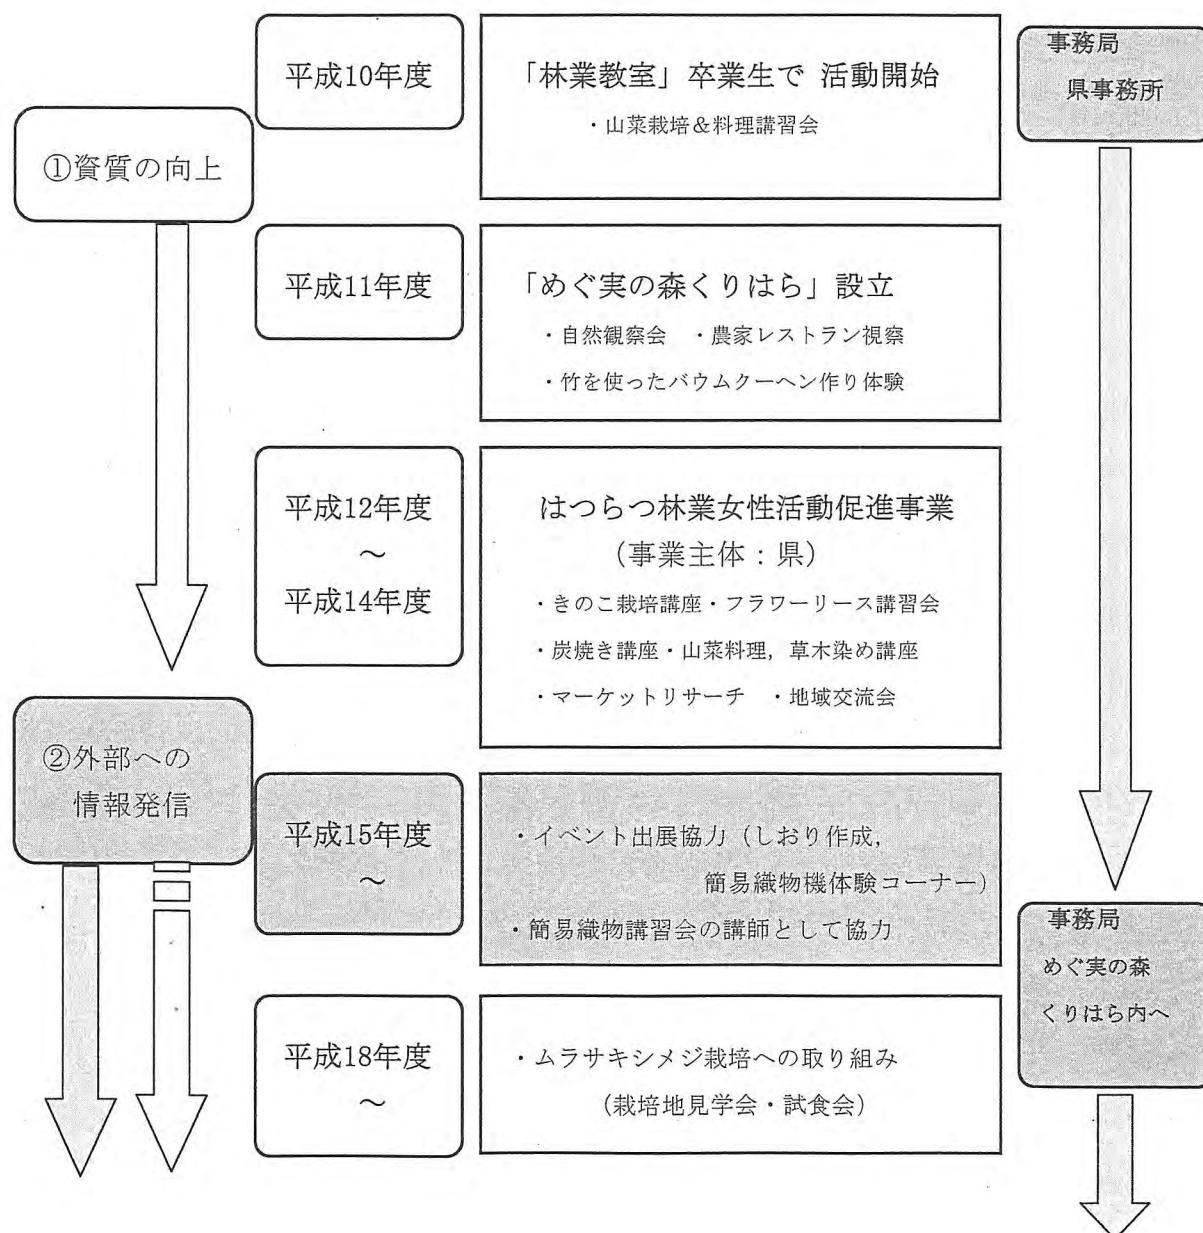 平成10年度
「林業教室」卒業生で 活動開始
・山菜栽培＆料理講習会
事務局
県事務所
①資質の向上
平成11年度
「めぐ実の森くりはら」設立
・自然観察会　・農家レストラン視察
・竹を使ったバウムクーヘン作り体験
平成12年度
～
平成14年度
はつらつ林業女性活動促進事業
（事業主体：県）
・きのこ栽培講座・フラワーリース講習会
・炭焼き講座・山菜料理，草木染め講座
・マーケットリサーチ　・地域交流会
②外部への
情報発信
平成15年度
～
・イベント出展協力（しおり作成，
簡易織物機体験コーナー）
・簡易織物講習会の講師として協力
事務局
めぐ実の森
くりはら内へ
平成18年度
～
・ムラサキシメジ栽培への取り組み
（栽培地見学会・試食会）